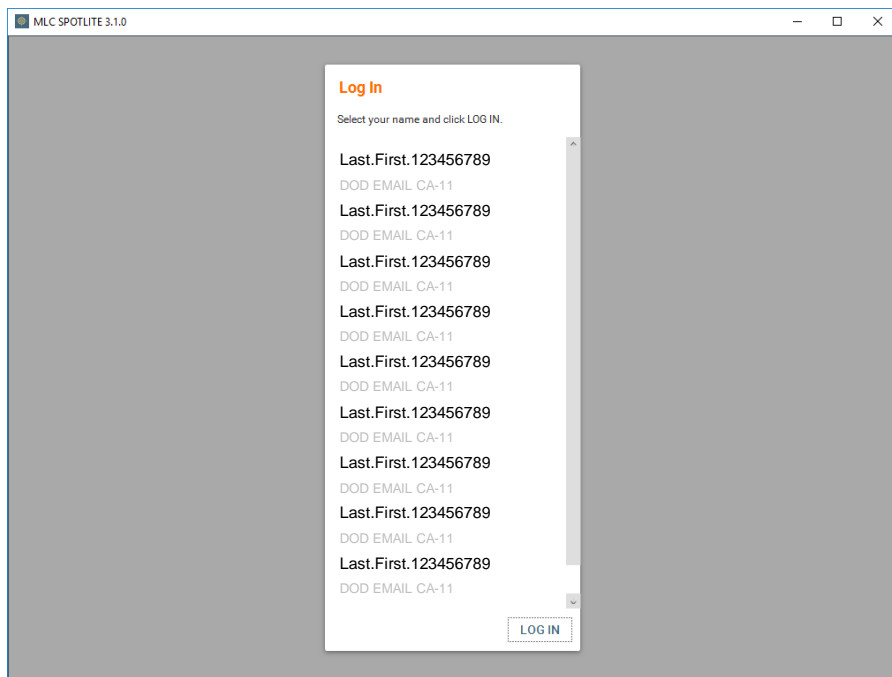 MLC SPOTLITE 3.1.0
Log In
Select your name and click LOG IN.
Last.First.123456789
DOD EMAIL CA-11
Last.First.123456789
DOD EMAIL CA-11
Last.First.123456789
DOD EMAIL CA-11
Last.First.123456789
DOD EMAIL CA-11
Last.First.123456789
DOD EMAIL CA-11
Last.First.123456789
DOD EMAIL CA-11
Last.First.123456789
DOD EMAIL CA-11
Last.First.123456789
DOD EMAIL CA-11
Last.First.123456789
DOD EMAIL CA-11
LOG IN